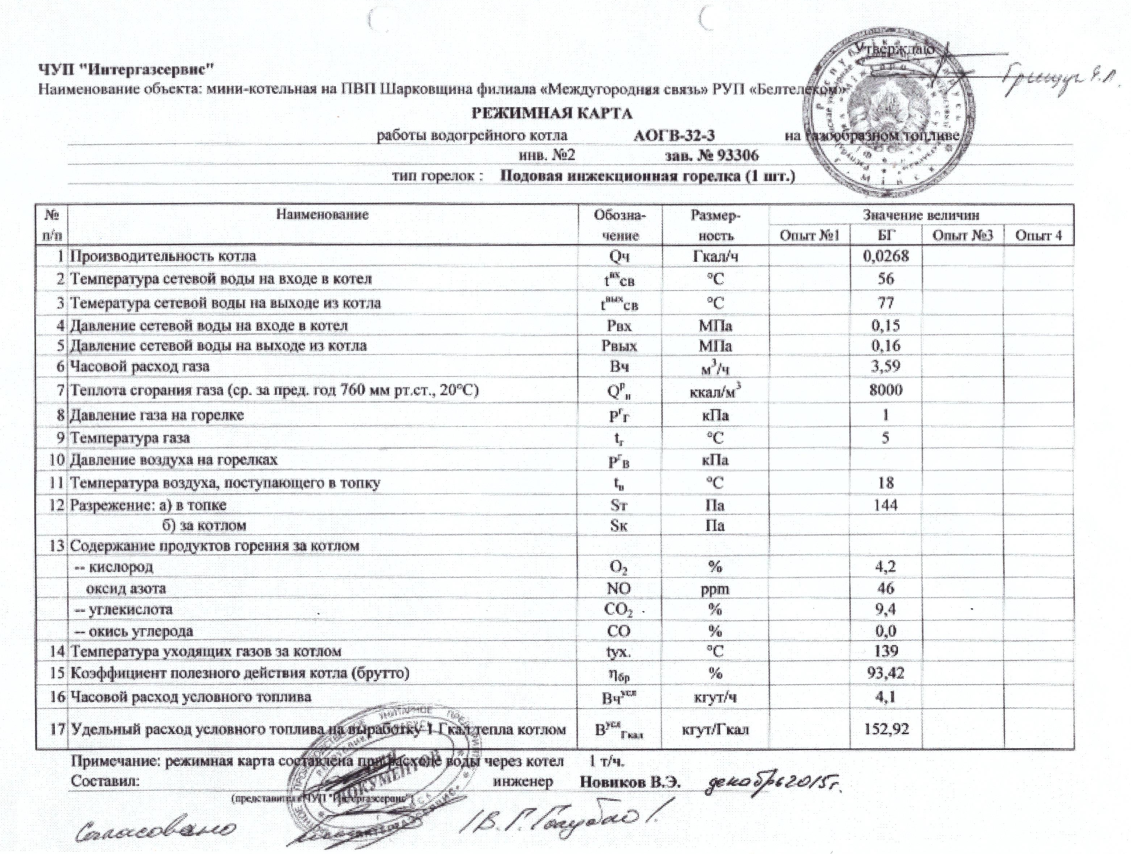 Утверждаю
ЧУП "Интергазсервис"
Наименование объекта: мини-котельная на ПВП Шарковщина филиала «Междугородняя связь» РУП «Белтелеком»
РЕЖИМНАЯ КАРТА
работы водогрейного котла АОГВ-32-3 на газообразном топливе
инв. №2 зав. № 93306
тип горелок : Подовая инжекционная горелка (1 шт.)
№ п/п Наименование Обозна-чение Размер-ность Значение величин
Опыт №1 БГ Опыт №3 Опыт 4
1 Производительность котла Qч Гкал/ч 0,0268
2 Температура сетевой воды на входе в котел tвхсв °С 56
3 Темература сетевой воды на выходе из котла tвыхсв °С 77
4 Давление сетевой воды на входе в котел Рвх МПа 0,15
5 Давление сетевой воды на выходе из котла Рвых МПа 0,16
6 Часовой расход газа Вч м³/ч 3,59
7 Теплота сгорания газа (ср. за пред. год 760 мм рт.ст., 20°С) Qрн ккал/м³ 8000
8 Давление газа на горелке Ргг кПа 1
9 Температура газа tг °С 5
10 Давление воздуха на горелках Ргв кПа
11 Температура воздуха, поступающего в топку tв °С 18
12 Разрежение: а) в топке Sт Па 144
б) за котлом Sк Па
13 Содержание продуктов горения за котлом
-- кислород O₂ % 4,2
оксид азота NO ppm 46
-- углекислота CO₂ % 9,4
-- окись углерода CO % 0,0
14 Температура уходящих газов за котлом tух. °С 139
15 Коэффициент полезного действия котла (брутто) ηбр % 93,42
16 Часовой расход условного топлива Вчусл кгут/ч 4,1
17 Удельный расход условного топлива на выработку 1 Гкал тепла котлом ВуслГкал кгут/Гкал 152,92
Примечание: режимная карта составлена при расходе воды через котел 1 т/ч.
Составил: инженер Новиков В.Э. декабрь 2015г.
(представитель ЧУП "Интергазсервис")
Согласовано